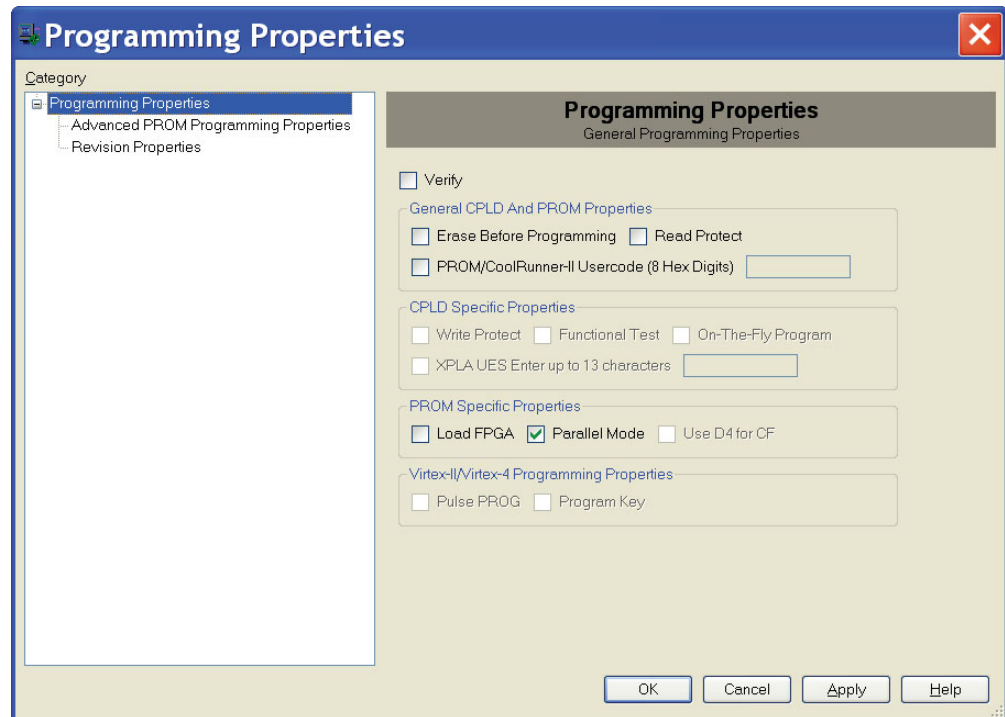 Programming Properties
Category
Programming Properties
Advanced PROM Programming Properties
Revision Properties
Programming Properties
General Programming Properties
Verify
General CPLD And PROM Properties
Erase Before Programming Read Protect
PROM/CoolRunner-II Usercode (8 Hex Digits)
CPLD Specific Properties
Write Protect Functional Test On-The-Fly Program
XPLA UES Enter up to 13 characters
PROM Specific Properties
Load FPGA Parallel Mode Use D4 for CF
Virtex-II/Virtex-4 Programming Properties
Pulse PROG Program Key
OK Cancel Apply Help